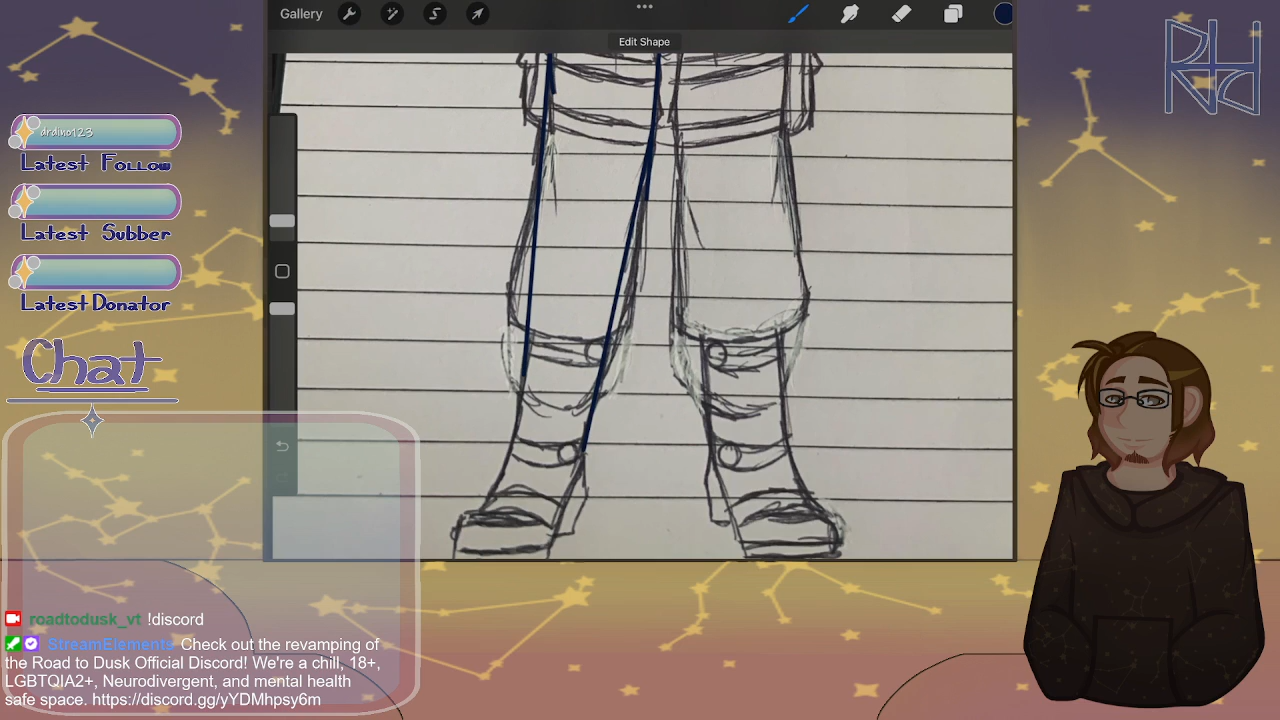 Gallery
Edit Shape
drdino123
Latest Follow
Latest Subber
Latest Donator
Chat
roadtodusk_vt !discord
StreamElements Check out the revamping of
the Road to Dusk Official Discord! We're a chill, 18+,
LGBTQIA2+, Neurodivergent, and mental health
safe space. https://discord.gg/yYDMhpsy6m